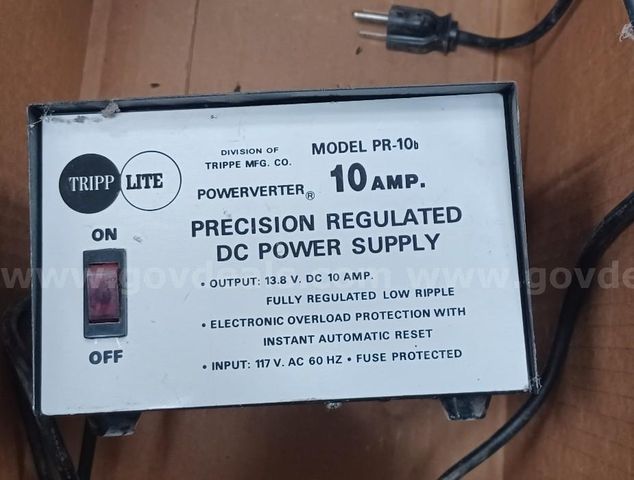 DIVISION OF
TRIPPE MFG. CO.
MODEL PR-10b
TRIPP LITE
POWERVERTER®
10 AMP.
PRECISION REGULATED
DC POWER SUPPLY
ON
OFF
• OUTPUT: 13.8 V. DC 10 AMP.
FULLY REGULATED LOW RIPPLE
• ELECTRONIC OVERLOAD PROTECTION WITH
INSTANT AUTOMATIC RESET
• INPUT: 117 V. AC 60 HZ • FUSE PROTECTED